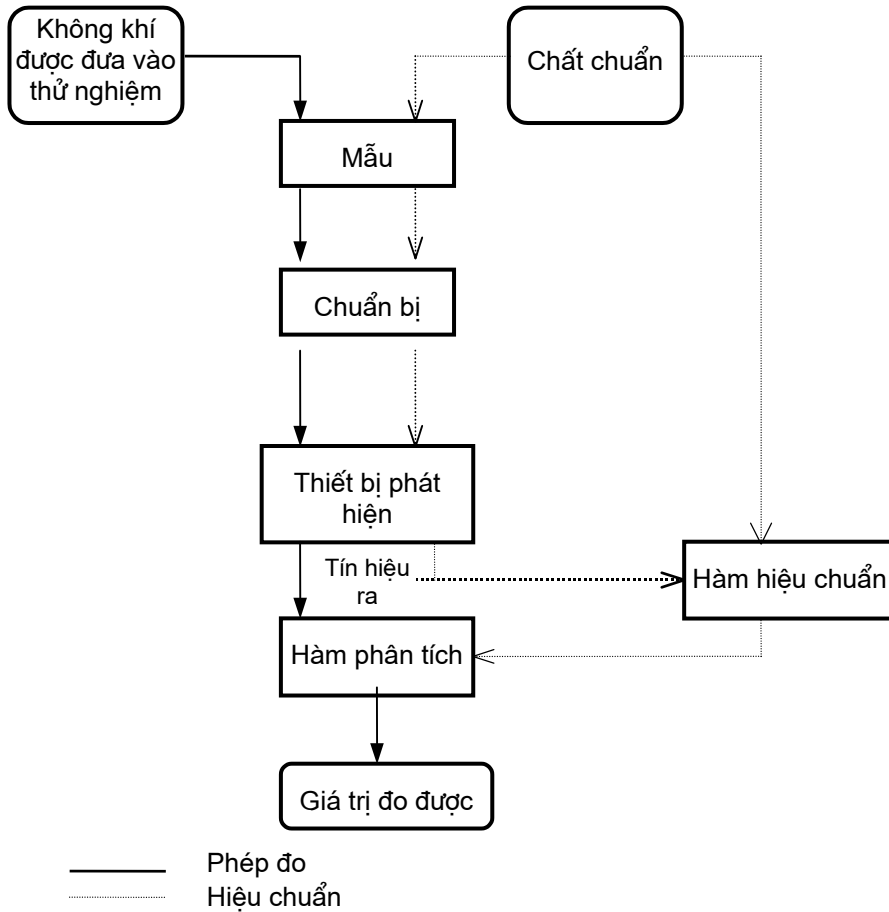 Không khí
được đưa vào
thử nghiệm
Chất chuẩn
Mẫu
Chuẩn bị
Thiết bị phát
hiện
Tín hiệu
ra
Hàm hiệu chuẩn
Hàm phân tích
Giá trị đo được
Phép đo
Hiệu chuẩn